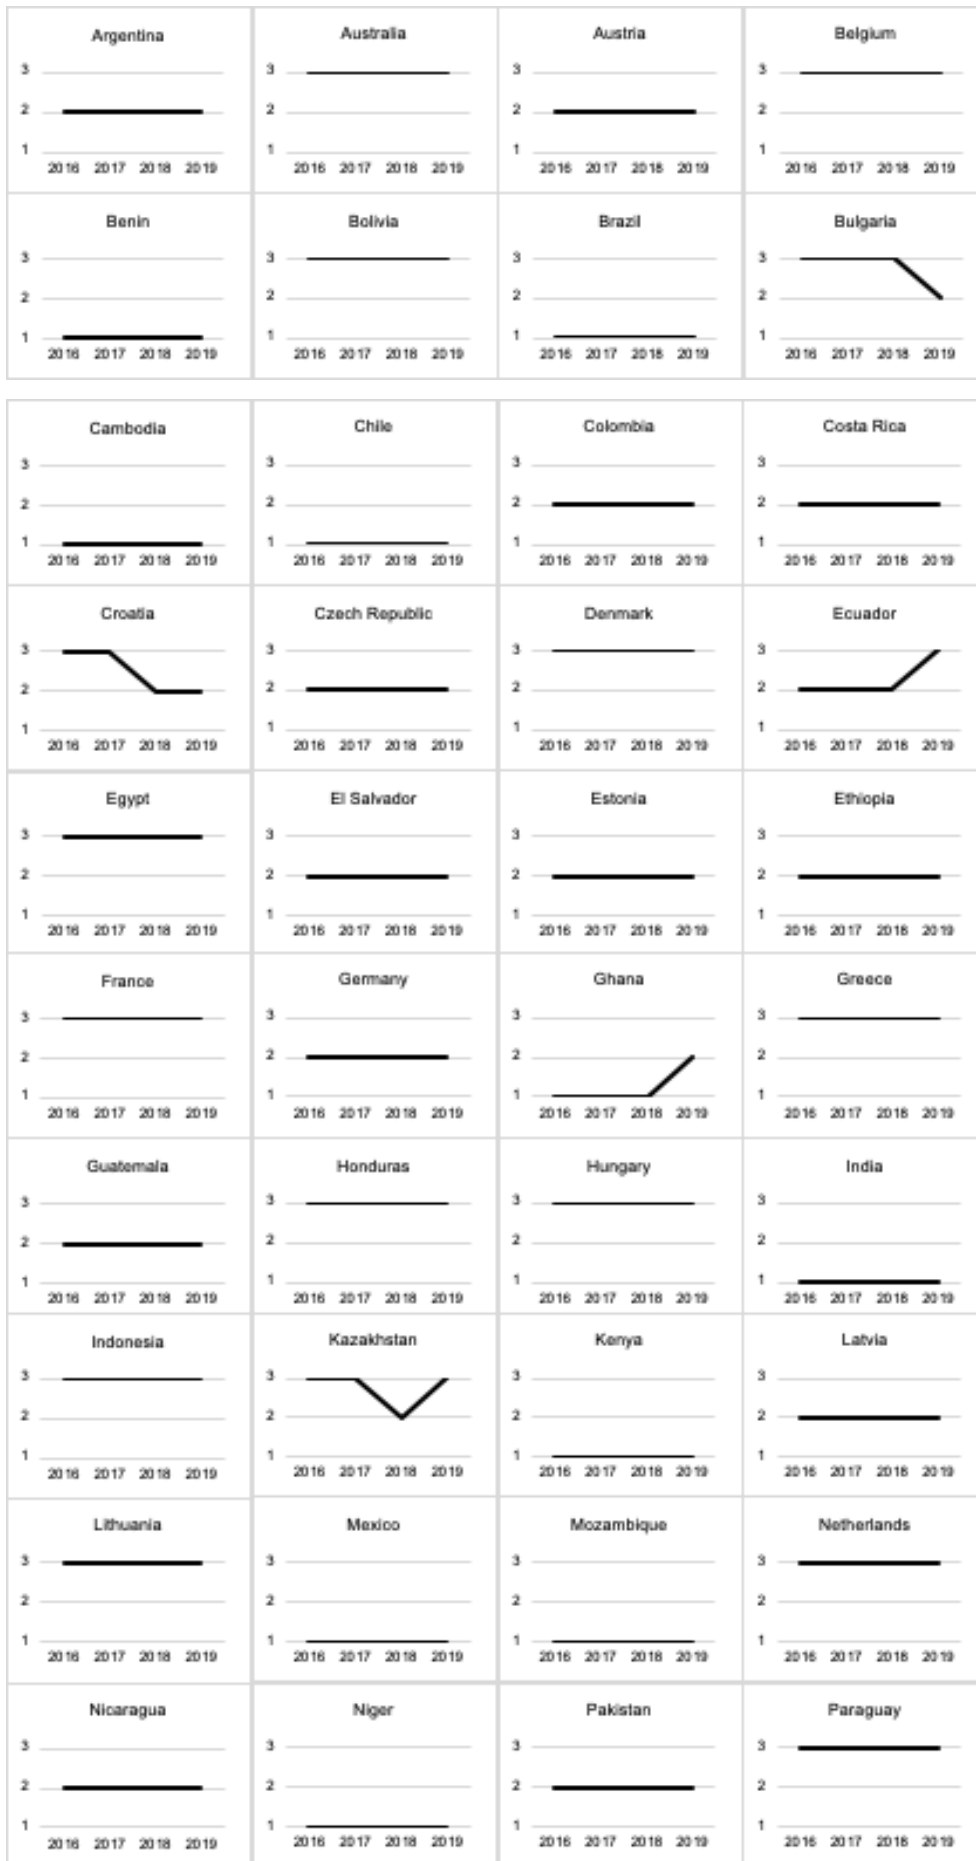 Argentina Australia Austria Belgium
3 3 3 3
2 2 2 2
1 1 1 1
2016 2017 2018 2019 2016 2017 2018 2019 2016 2017 2018 2019 2016 2017 2018 2019
Benin Bolivia Brazil Bulgaria
3 3 3 3
2 2 2 2
1 1 1 1
2016 2017 2018 2019 2016 2017 2018 2019 2016 2017 2018 2019 2016 2017 2018 2019
Cambodia Chile Colombia Costa Rica
3 3 3 3
2 2 2 2
1 1 1 1
2016 2017 2018 2019 2016 2017 2018 2019 2016 2017 2018 2019 2016 2017 2018 2019
Croatia Czech Republic Denmark Ecuador
3 3 3 3
2 2 2 2
1 1 1 1
2016 2017 2018 2019 2016 2017 2018 2019 2016 2017 2018 2019 2016 2017 2018 2019
Egypt El Salvador Estonia Ethiopia
3 3 3 3
2 2 2 2
1 1 1 1
2016 2017 2018 2019 2016 2017 2018 2019 2016 2017 2018 2019 2016 2017 2018 2019
France Germany Ghana Greece
3 3 3 3
2 2 2 2
1 1 1 1
2016 2017 2018 2019 2016 2017 2018 2019 2016 2017 2018 2019 2016 2017 2018 2019
Guatemala Honduras Hungary India
3 3 3 3
2 2 2 2
1 1 1 1
2016 2017 2018 2019 2016 2017 2018 2019 2016 2017 2018 2019 2016 2017 2018 2019
Indonesia Kazakhstan Kenya Latvia
3 3 3 3
2 2 2 2
1 1 1 1
2016 2017 2018 2019 2016 2017 2018 2019 2016 2017 2018 2019 2016 2017 2018 2019
Lithuania Mexico Mozambique Netherlands
3 3 3 3
2 2 2 2
1 1 1 1
2016 2017 2018 2019 2016 2017 2018 2019 2016 2017 2018 2019 2016 2017 2018 2019
Nicaragua Niger Pakistan Paraguay
3 3 3 3
2 2 2 2
1 1 1 1
2016 2017 2018 2019 2016 2017 2018 2019 2016 2017 2018 2019 2016 2017 2018 2019